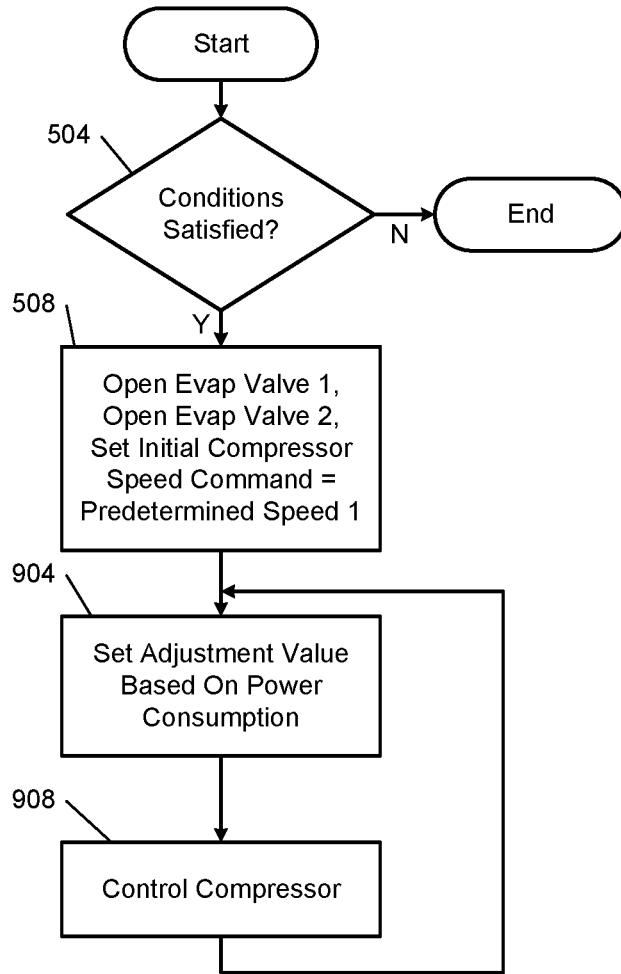 Start
504
Conditions
Satisfied?
N
End
508
Y
Open Evap Valve 1,
Open Evap Valve 2,
Set Initial Compressor
Speed Command =
Predetermined Speed 1
904
Set Adjustment Value
Based On Power
Consumption
908
Control Compressor